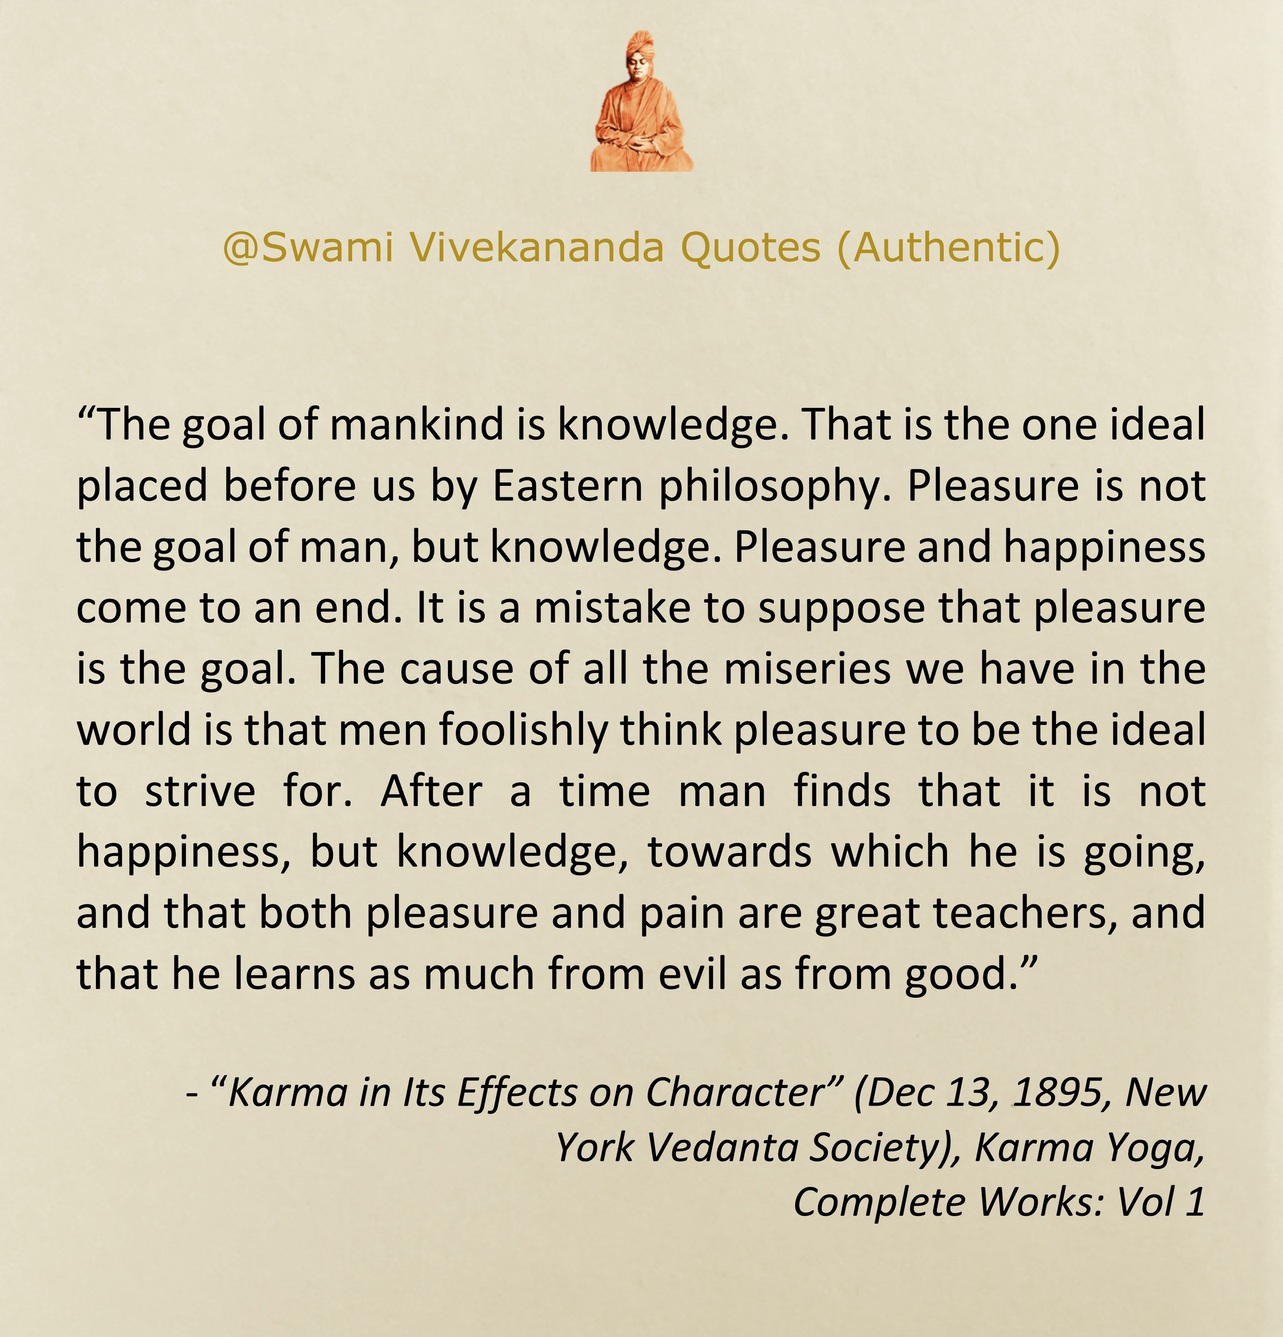 @Swami Vivekananda Quotes (Authentic)
“The goal of mankind is knowledge. That is the one ideal
placed before us by Eastern philosophy. Pleasure is not
the goal of man, but knowledge. Pleasure and happiness
come to an end. It is a mistake to suppose that pleasure
is the goal. The cause of all the miseries we have in the
world is that men foolishly think pleasure to be the ideal
to strive for. After a time man finds that it is not
happiness, but knowledge, towards which he is going,
and that both pleasure and pain are great teachers, and
that he learns as much from evil as from good.”
- “Karma in Its Effects on Character” (Dec 13, 1895, New
York Vedanta Society), Karma Yoga,
Complete Works: Vol 1